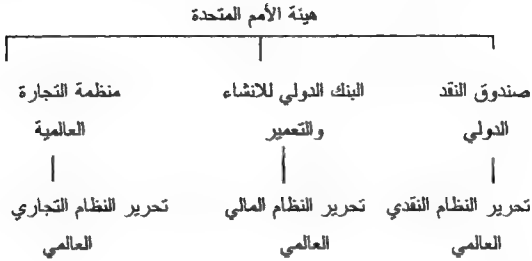 هيئة الأمم المتحدة
صندوق النقد
الدولي
البنك الدولي للانشاء
والتعمير
منظمة التجارة
العالمية
تحرير النظام النقدي
العالمي
تحرير النظام المالي
العالمي
تحرير النظام التجاري
العالمي